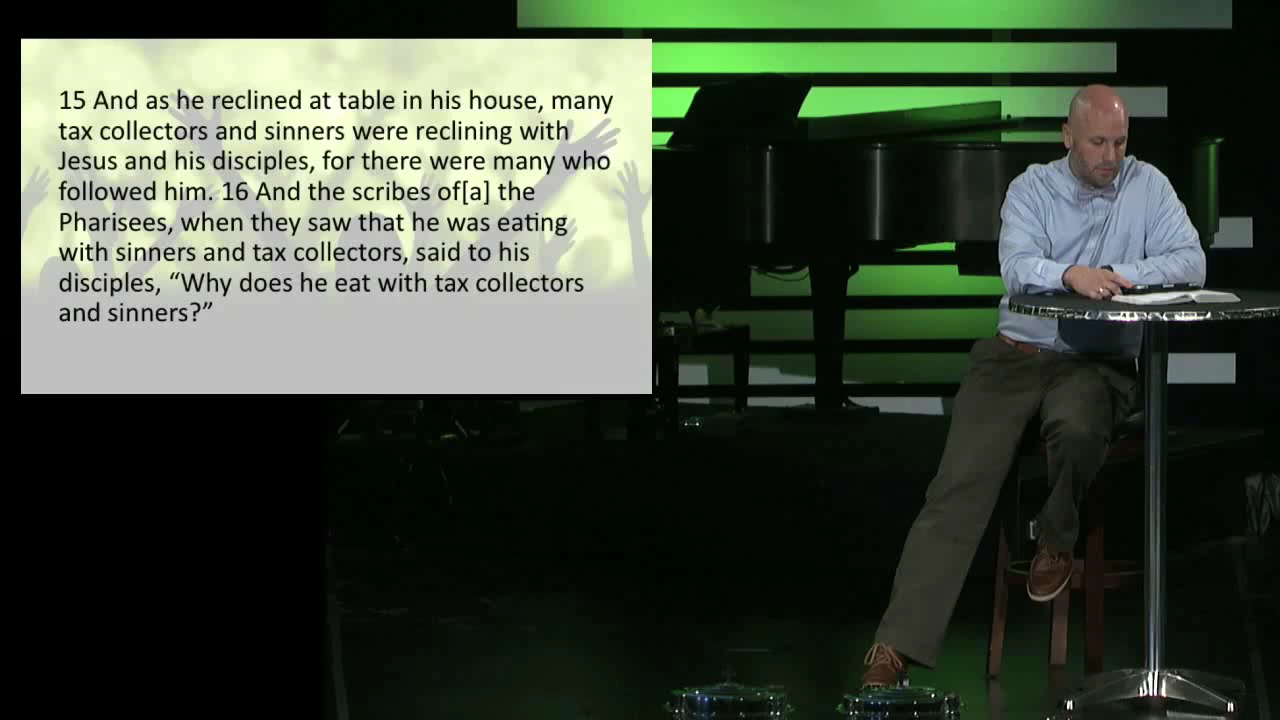 15 And as he reclined at table in his house, many
tax collectors and sinners were reclining with
Jesus and his disciples, for there were many who
followed him. 16 And the scribes of[a] the
Pharisees, when they saw that he was eating
with sinners and tax collectors, said to his
disciples, “Why does he eat with tax collectors
and sinners?”